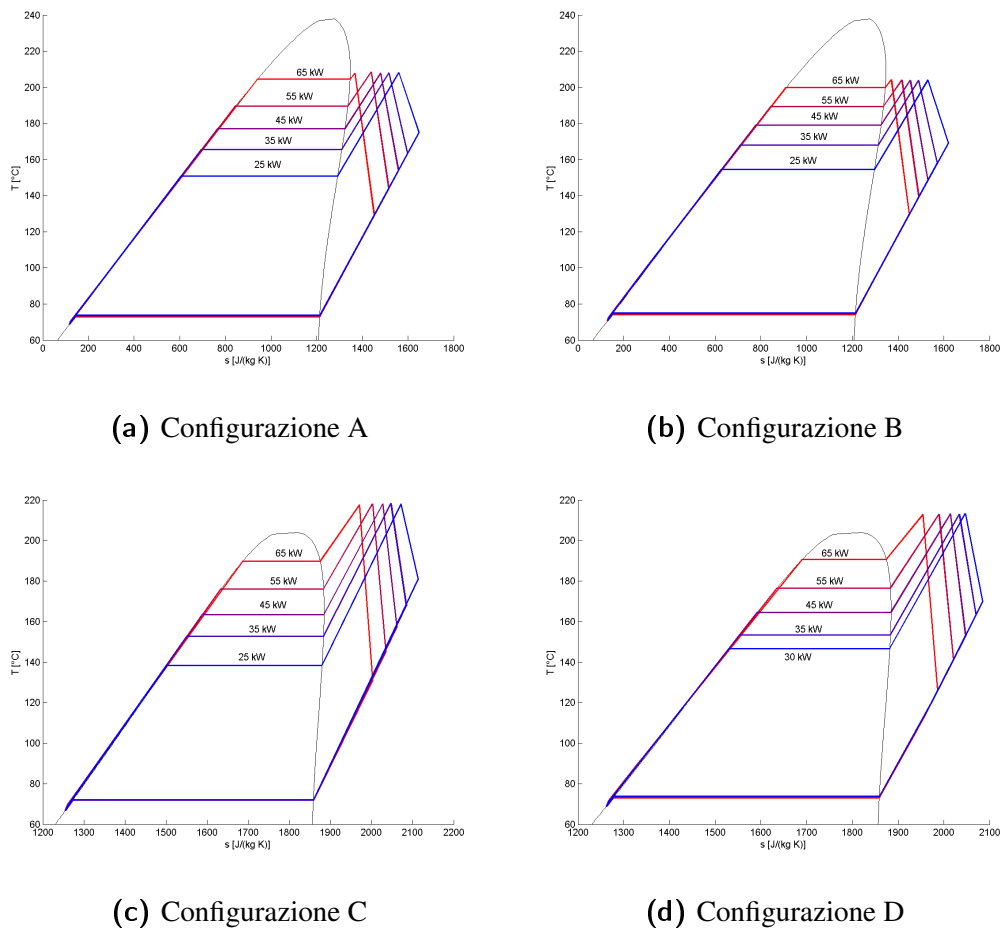 240
220
200
180
160
140
120
100
80
60
T [°C]
65 kW
55 kW
45 kW
35 kW
25 kW
0
200
400
600
800
1000
1200
1400
1600
1800
s [J/(kg K)]
(a) Configurazione A
240
220
200
180
160
140
120
100
80
60
T [°C]
65 kW
55 kW
45 kW
35 kW
25 kW
0
200
400
600
800
1000
1200
1400
1600
1800
s [J/(kg K)]
(b) Configurazione B
220
200
180
160
140
120
100
80
60
T [°C]
65 kW
55 kW
45 kW
35 kW
25 kW
1200
1300
1400
1500
1600
1700
1800
1900
2000
2100
2200
s [J/(kg K)]
(c) Configurazione C
220
200
180
160
140
120
100
80
60
T [°C]
65 kW
55 kW
45 kW
35 kW
30 kW
1200
1300
1400
1500
1600
1700
1800
1900
2000
2100
s [J/(kg K)]
(d) Configurazione D